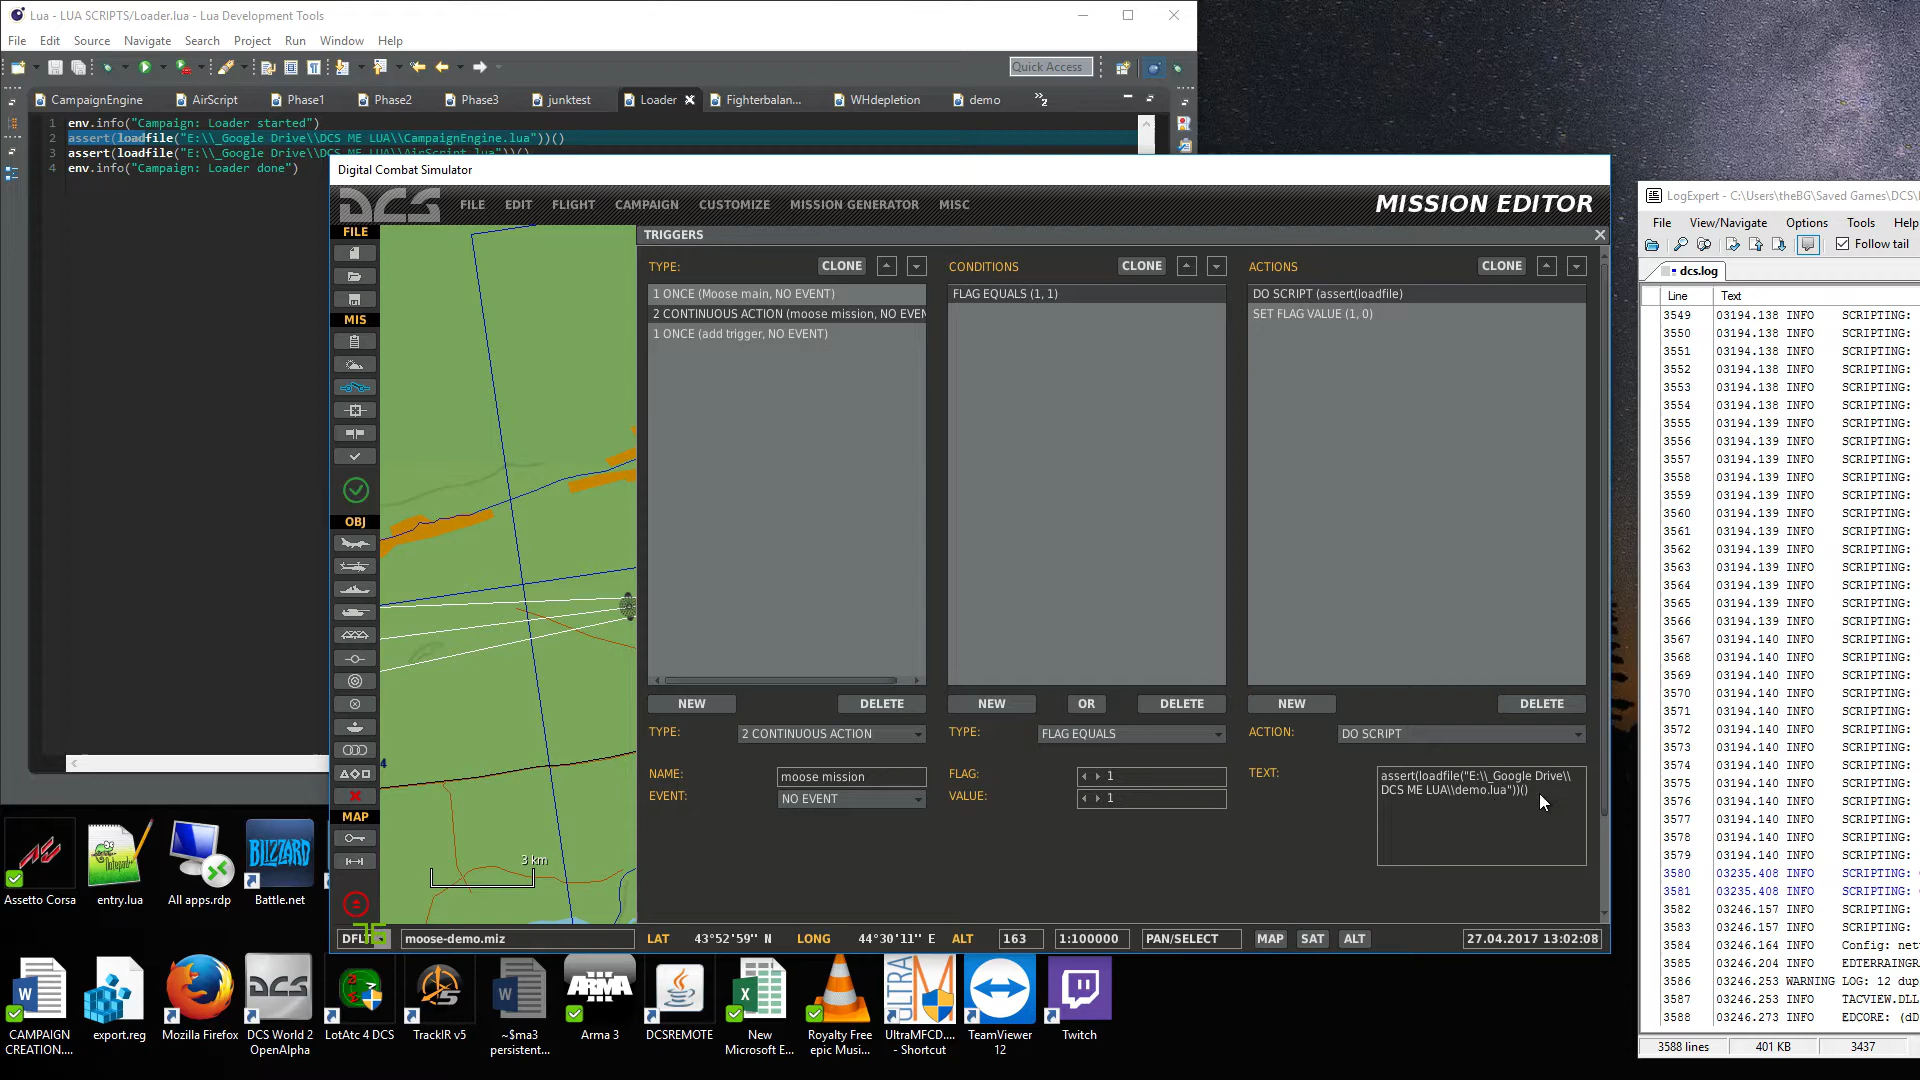 Lua - LUA SCRIPTS/Loader.lua - Lua Development Tools
File Edit Source Navigate Search Project Run Window Help
Quick Access
CampaignEngine AirScript Phase1 Phase2 Phase3 junktest Loader Fighterbalan... WHdepletion demo »2
1 env.info("Campaign: Loader started")
2 assert(loadfile("E:\\_Google Drive\\DCS ME LUA\\CampaignEngine.lua"))()
3 assert(loadfile("E:\\_Google Drive\\DCS ME LUA\\AirScript.lua"))()
4 env.info("Campaign: Loader done")
Digital Combat Simulator
DCS FILE EDIT FLIGHT CAMPAIGN CUSTOMIZE MISSION GENERATOR MISC MISSION EDITOR
FILE
MIS
OBJ
MAP
TRIGGERS
TYPE: CLONE CONDITIONS CLONE ACTIONS CLONE
1 ONCE (Moose main, NO EVENT) FLAG EQUALS (1, 1) DO SCRIPT (assert(loadfile)
2 CONTINUOUS ACTION (moose mission, NO EVEN SET FLAG VALUE (1, 0)
1 ONCE (add trigger, NO EVENT)
NEW DELETE NEW OR DELETE NEW DELETE
TYPE: 2 CONTINUOUS ACTION TYPE: FLAG EQUALS ACTION: DO SCRIPT
NAME: moose mission FLAG: 1 TEXT: assert(loadfile("E:\\_Google Drive\\
DCS ME LUA\\demo.lua"))()
EVENT: NO EVENT VALUE: 1
4
3 km
DFLT moose-demo.miz LAT 43°52'59'' N LONG 44°30'11'' E ALT 163 1:100000 PAN/SELECT MAP SAT ALT 27.04.2017 13:02:08
76
LogExpert - C:\Users\theBG\Saved Games\DCS\
File View/Navigate Options Tools Help
Follow tail
dcs.log
Line Text
3549 03194.138 INFO SCRIPTING:
3550 03194.138 INFO SCRIPTING:
3551 03194.138 INFO SCRIPTING:
3552 03194.138 INFO SCRIPTING:
3553 03194.138 INFO SCRIPTING:
3554 03194.138 INFO SCRIPTING:
3555 03194.139 INFO SCRIPTING:
3556 03194.139 INFO SCRIPTING:
3557 03194.139 INFO SCRIPTING:
3558 03194.139 INFO SCRIPTING:
3559 03194.139 INFO SCRIPTING:
3560 03194.139 INFO SCRIPTING:
3561 03194.139 INFO SCRIPTING:
3562 03194.139 INFO SCRIPTING:
3563 03194.139 INFO SCRIPTING:
3564 03194.139 INFO SCRIPTING:
3565 03194.139 INFO SCRIPTING:
3566 03194.139 INFO SCRIPTING:
3567 03194.140 INFO SCRIPTING:
3568 03194.140 INFO SCRIPTING:
3569 03194.140 INFO SCRIPTING:
3570 03194.140 INFO SCRIPTING:
3571 03194.140 INFO SCRIPTING:
3572 03194.140 INFO SCRIPTING:
3573 03194.140 INFO SCRIPTING:
3574 03194.140 INFO SCRIPTING:
3575 03194.140 INFO SCRIPTING:
3576 03194.140 INFO SCRIPTING:
3577 03194.140 INFO SCRIPTING:
3578 03194.140 INFO SCRIPTING:
3579 03194.140 INFO SCRIPTING:
3580 03235.408 INFO SCRIPTING:
3581 03235.408 INFO SCRIPTING:
3582 03246.157 INFO SCRIPTING:
3583 03246.157 INFO SCRIPTING:
3584 03246.164 INFO Config: net
3585 03246.204 INFO EDTERRAINGR
3586 03246.253 WARNING LOG: 12 dup
3587 03246.253 INFO TACVIEW.DLL
3588 03246.273 INFO EDCORE: (dD
3588 lines 401 KB 3437
Assetto Corsa entry.lua All apps.rdp Battle.net
BLIZZARD
CAMPAIGN CREATION.... export.reg Mozilla Firefox DCS World 2 OpenAlpha LotAtc 4 DCS TrackIR v5 ~$ma3 persistent... Arma 3 DCSREMOTE New Microsoft E... Royalty Free epic Musi... UltraMFCD... - Shortcut TeamViewer 12 Twitch